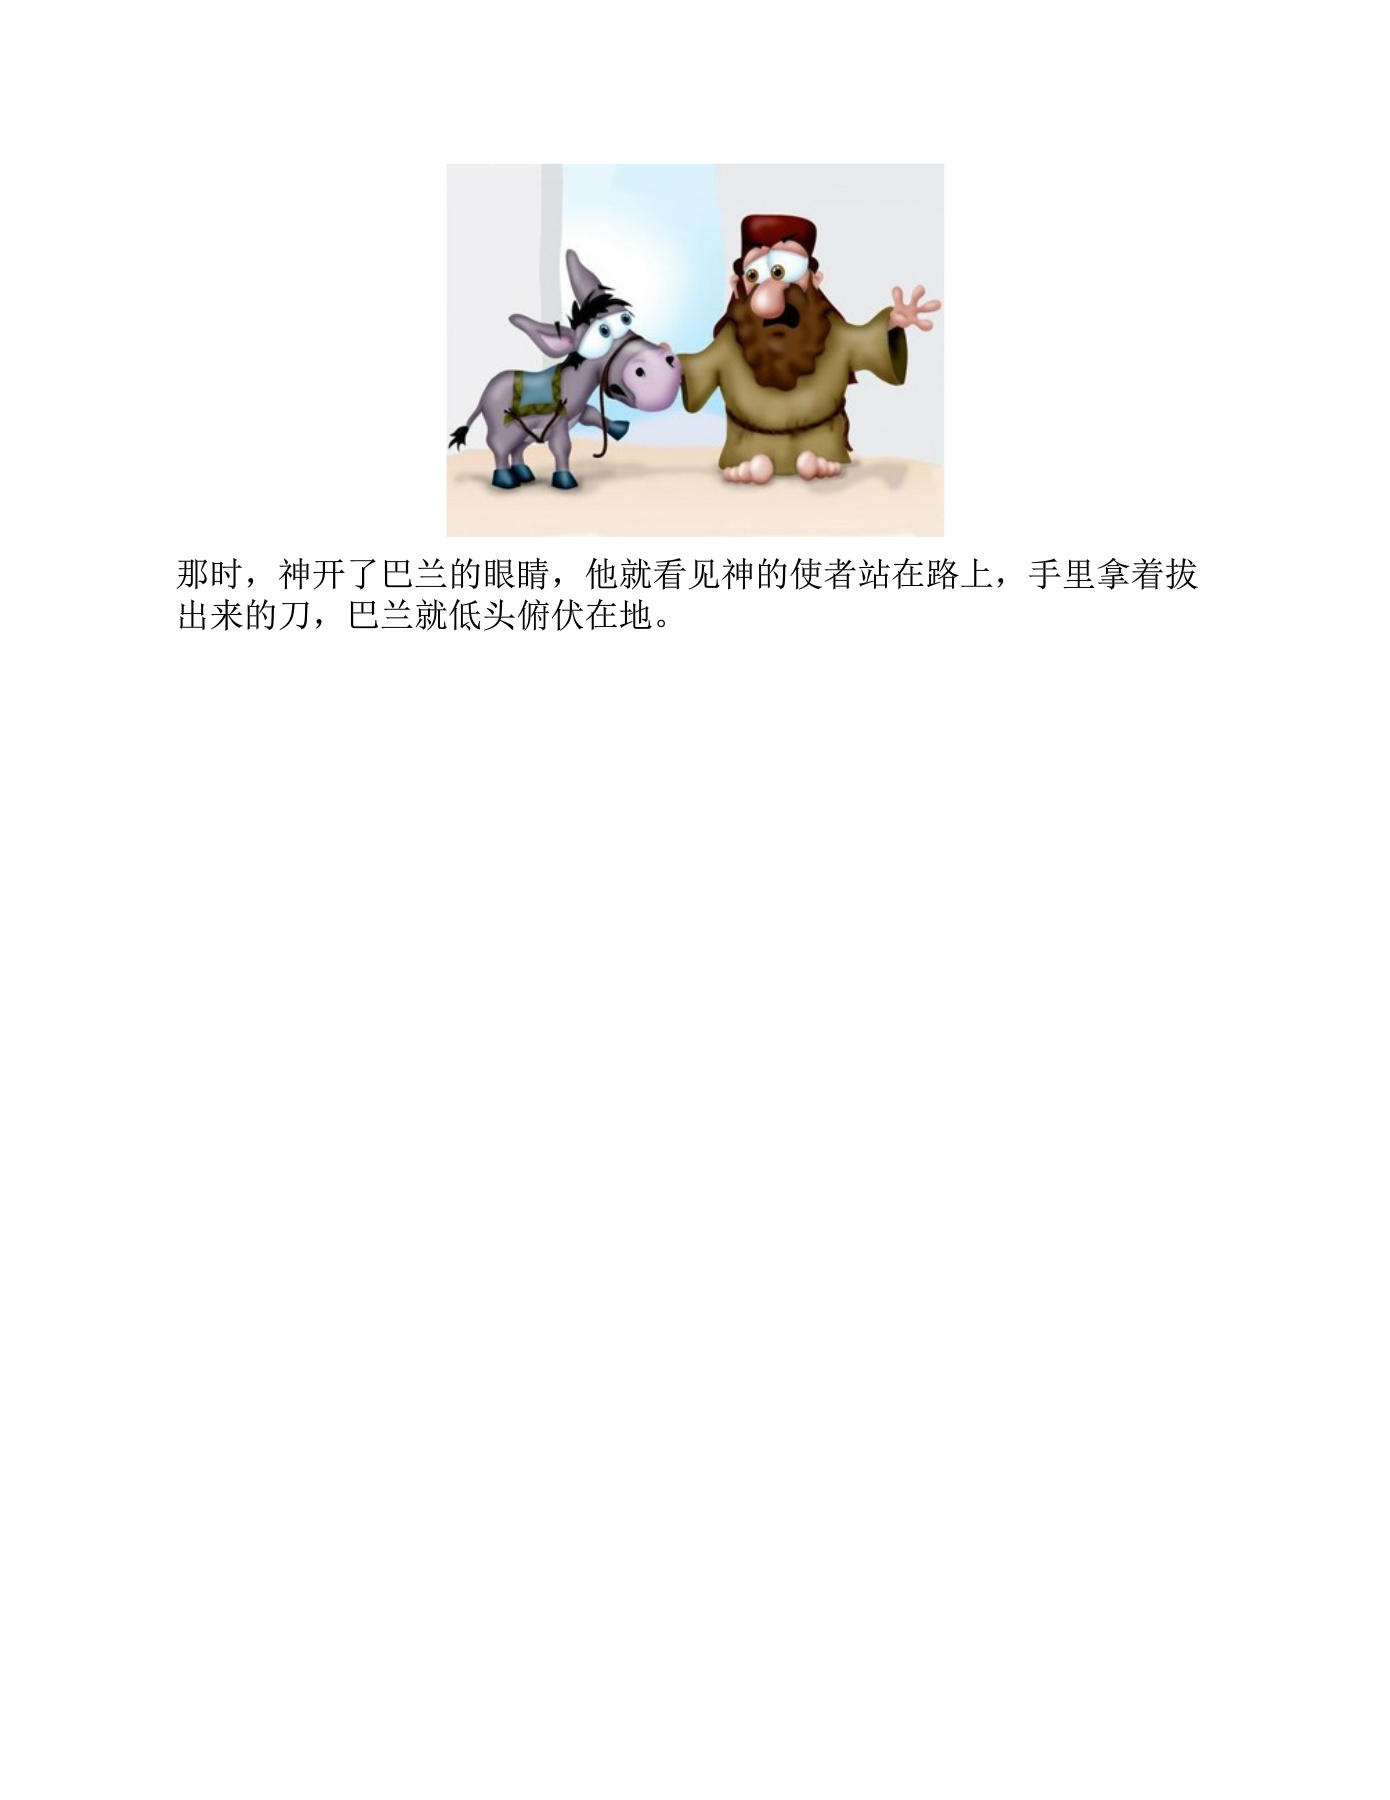 那时，神开了巴兰的眼睛，他就看见神的使者站在路上，手里拿着拔
出来的刀，巴兰就低头俯伏在地。